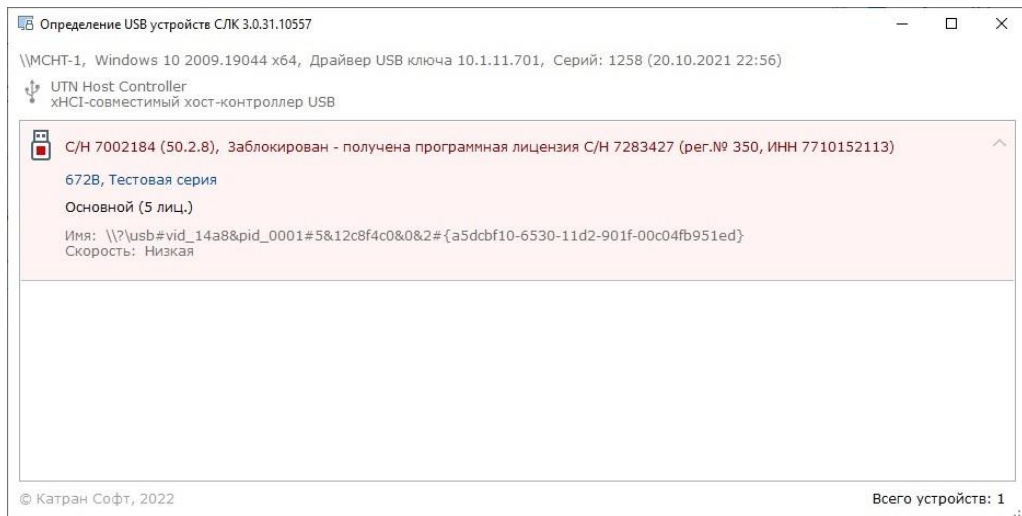 Определение USB устройств СЛК 3.0.31.10557
\\MCHT-1, Windows 10 2009.19044 x64, Драйвер USB ключа 10.1.11.701, Серий: 1258 (20.10.2021 22:56)
UTN Host Controller
xHCI-совместимый хост-контроллер USB
С/Н 7002184 (50.2.8), Заблокирован - получена программная лицензия С/Н 7283427 (рег.№ 350, ИНН 7710152113)
672B, Тестовая серия
Основной (5 лиц.)
Имя: \\?\usb#vid_14a8&pid_0001#5&12c8f4c0&0&2#{a5dcbf10-6530-11d2-901f-00c04fb951ed}
Скорость: Низкая
© Катран Софт, 2022
Всего устройств: 1